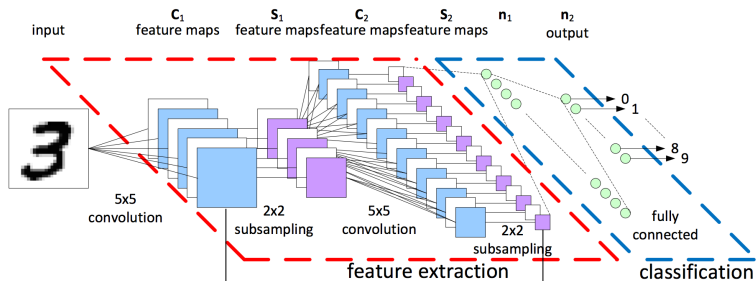 C1 S1 C2 S2 n1 n2
input feature maps feature maps feature maps feature maps output
0
1
8
9
5x5
convolution
2x2
subsampling
5x5
convolution
2x2
subsampling
fully
connected
feature extraction
classification
3